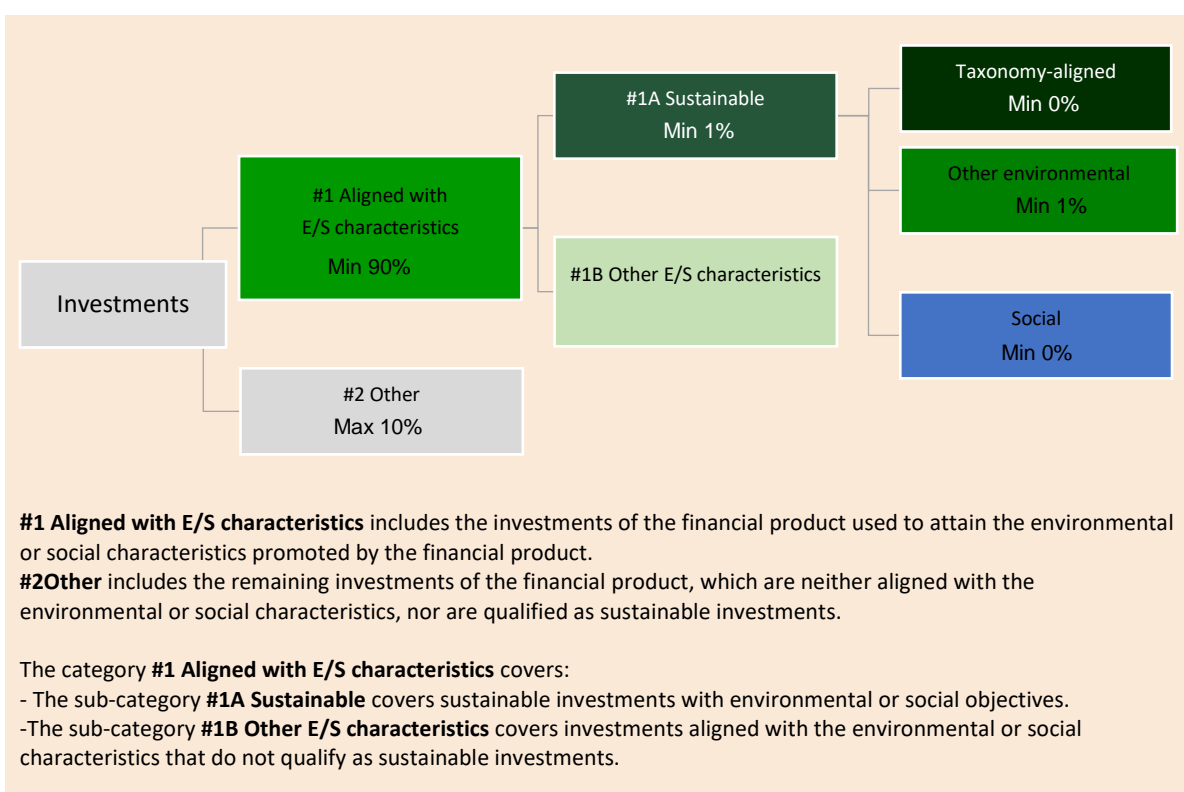 Taxonomy-aligned
Min 0%
#1A Sustainable
Min 1%
Other environmental
Min 1%
#1 Aligned with
E/S characteristics
Min 90%
#1B Other E/S characteristics
Investments
Social
Min 0%
#2 Other
Max 10%
#1 Aligned with E/S characteristics includes the investments of the financial product used to attain the environmental
or social characteristics promoted by the financial product.
#2Other includes the remaining investments of the financial product, which are neither aligned with the
environmental or social characteristics, nor are qualified as sustainable investments.
The category #1 Aligned with E/S characteristics covers:
- The sub-category #1A Sustainable covers sustainable investments with environmental or social objectives.
-The sub-category #1B Other E/S characteristics covers investments aligned with the environmental or social
characteristics that do not qualify as sustainable investments.